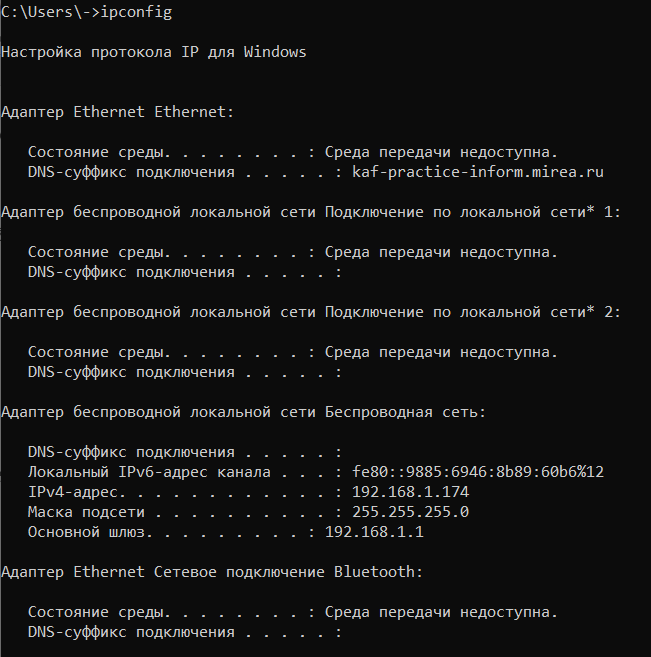 C:\Users\->ipconfig
Настройка протокола IP для Windows
Адаптер Ethernet Ethernet:
Состояние среды. . . . . . . . : Среда передачи недоступна.
DNS-суффикс подключения . . . . . : kaf-practice-inform.mirea.ru
Адаптер беспроводной локальной сети Подключение по локальной сети* 1:
Состояние среды. . . . . . . . : Среда передачи недоступна.
DNS-суффикс подключения . . . . . :
Адаптер беспроводной локальной сети Подключение по локальной сети* 2:
Состояние среды. . . . . . . . : Среда передачи недоступна.
DNS-суффикс подключения . . . . . :
Адаптер беспроводной локальной сети Беспроводная сеть:
DNS-суффикс подключения . . . . . :
Локальный IPv6-адрес канала . . . : fe80::9885:6946:8b89:60b6%12
IPv4-адрес. . . . . . . . . . . . : 192.168.1.174
Маска подсети . . . . . . . . . . : 255.255.255.0
Основной шлюз. . . . . . . . . : 192.168.1.1
Адаптер Ethernet Сетевое подключение Bluetooth:
Состояние среды. . . . . . . . : Среда передачи недоступна.
DNS-суффикс подключения . . . . . :